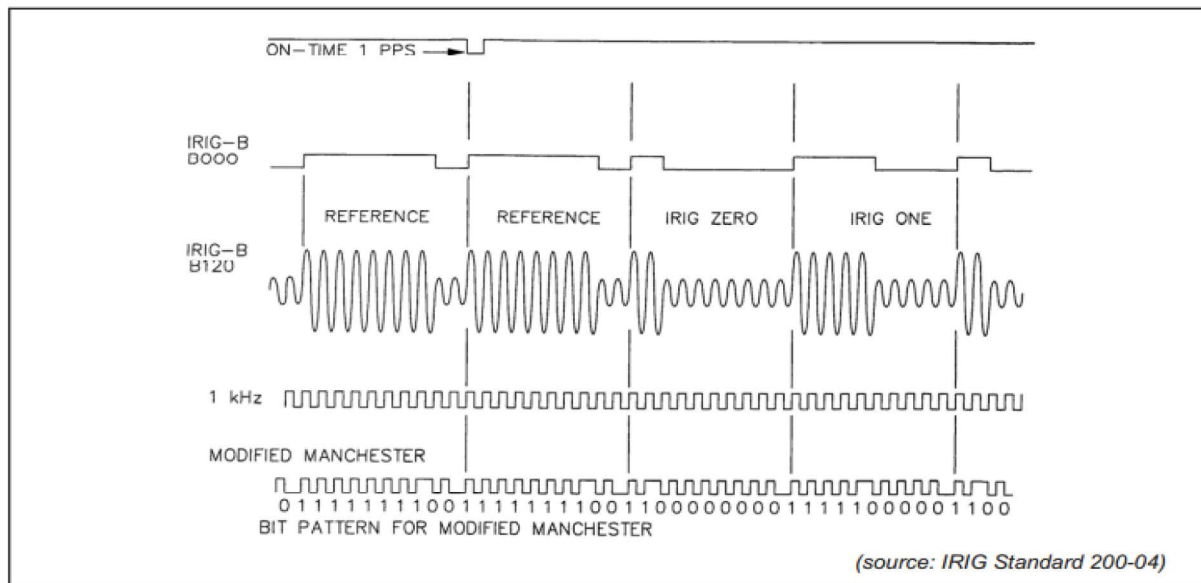 ON-TIME 1 PPS
IRIG-B
B000
REFERENCE REFERENCE IRIG ZERO IRIG ONE
IRIG-B
B120
1 kHz
MODIFIED MANCHESTER
0 1 1 1 1 1 1 1 1 0 0 1 1 1 1 1 1 1 1 0 0 1 1 0 0 0 0 0 0 0 0 1 1 1 1 1 0 0 0 0 0 1 1 0 0
BIT PATTERN FOR MODIFIED MANCHESTER
(source: IRIG Standard 200-04)